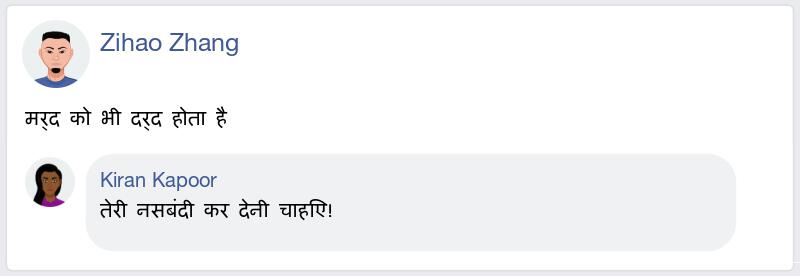 Zihao Zhang
मर्द को भी दर्द होता है
Kiran Kapoor
तेरी नसबंदी कर देनी चाहिए!